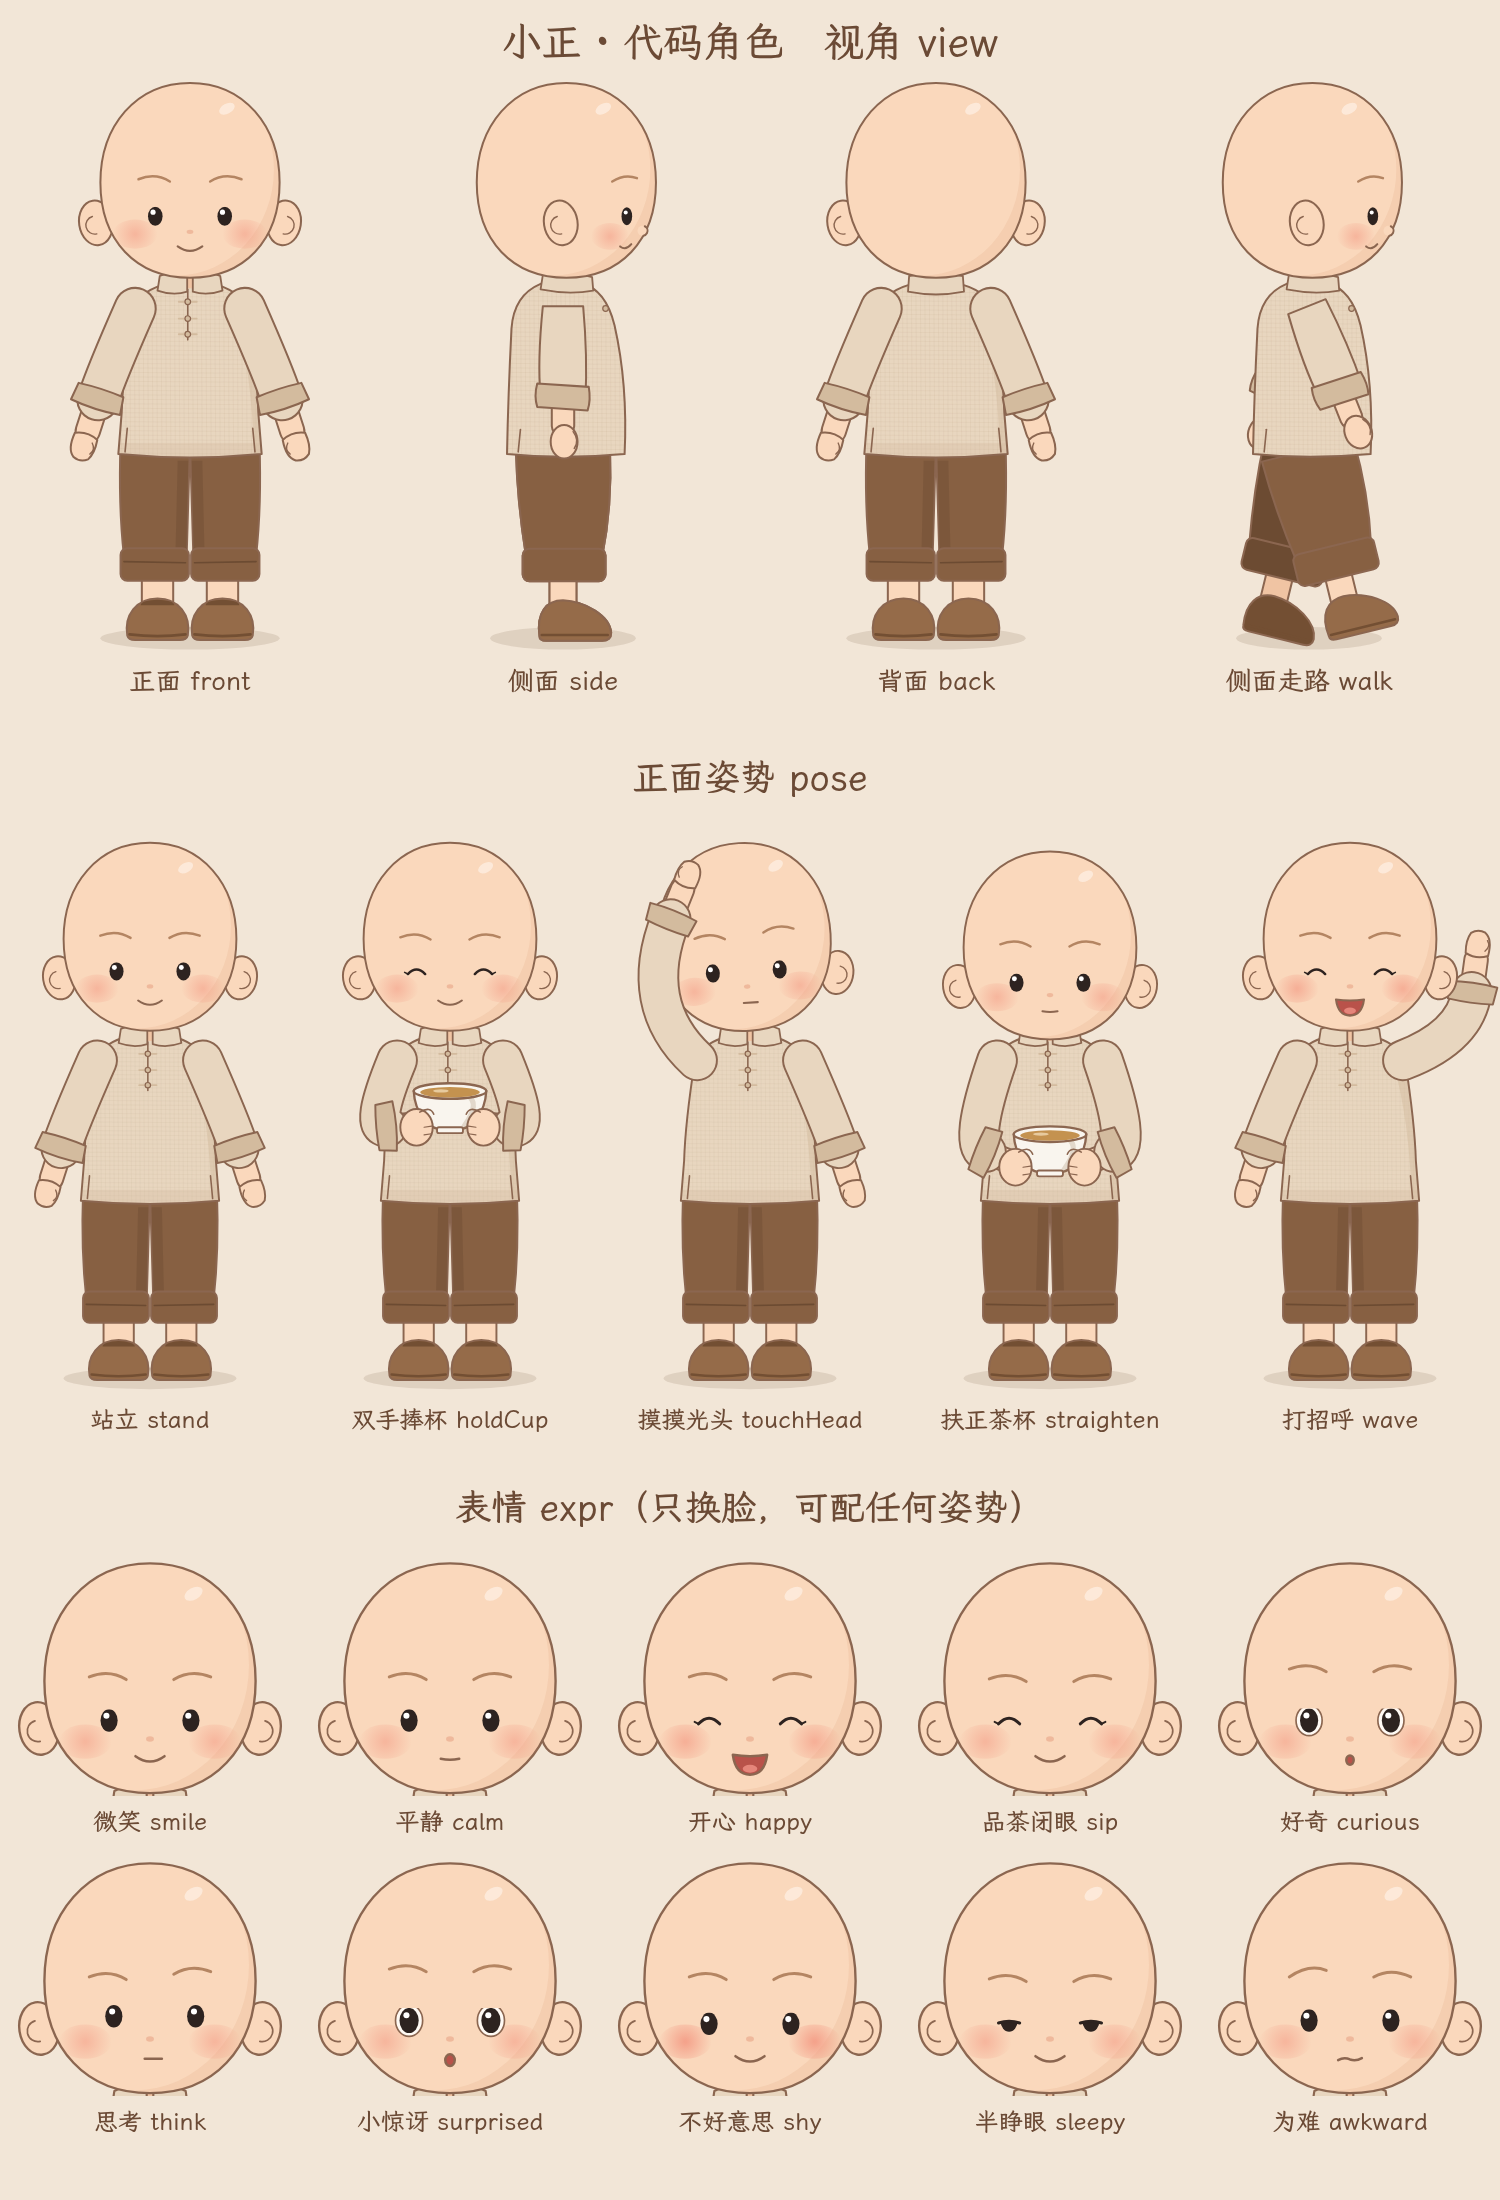 小正・代码角色　视角 view
正面 front
侧面 side
背面 back
侧面走路 walk
正面姿势 pose
站立 stand
双手捧杯 holdCup
摸摸光头 touchHead
扶正茶杯 straighten
打招呼 wave
表情 expr（只换脸，可配任何姿势）
微笑 smile
平静 calm
开心 happy
品茶闭眼 sip
好奇 curious
思考 think
小惊讶 surprised
不好意思 shy
半睁眼 sleepy
为难 awkward